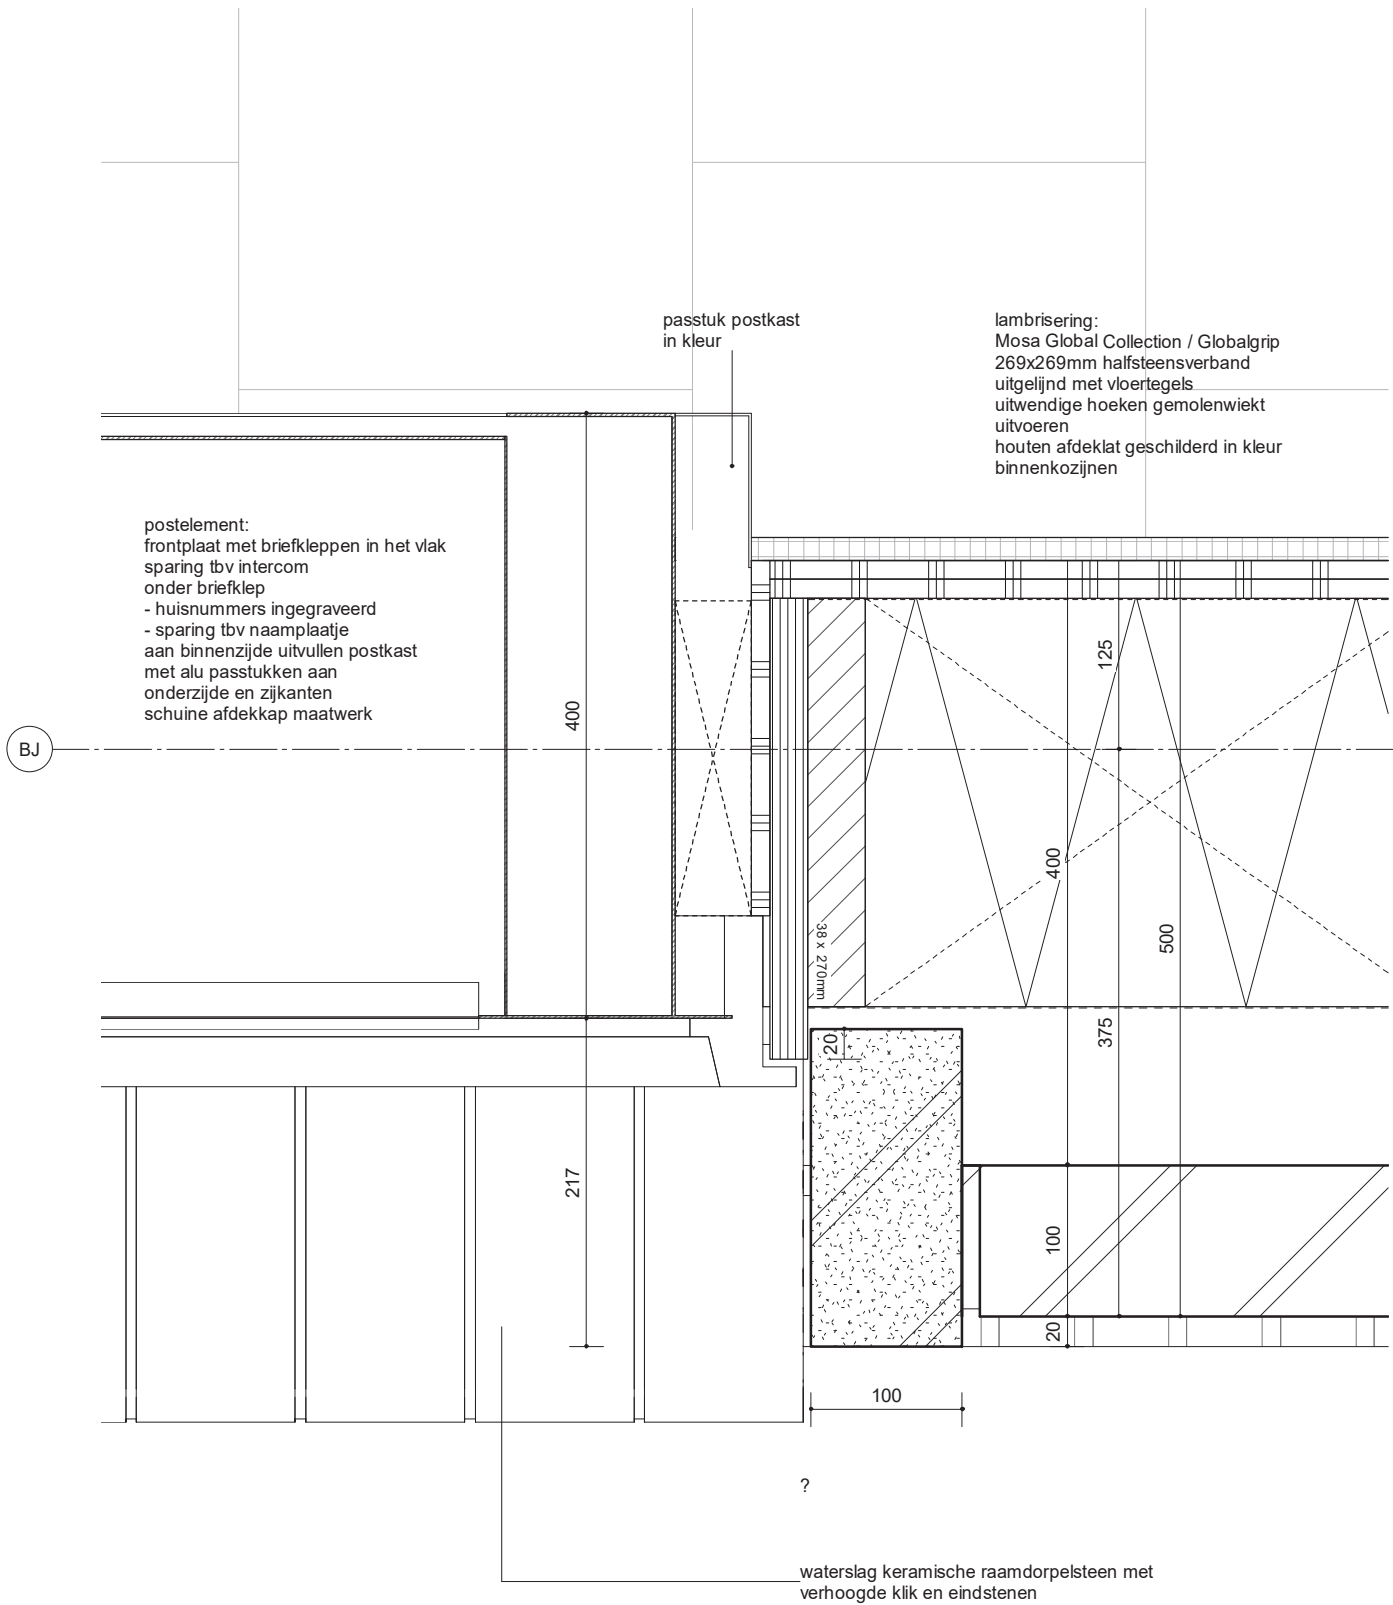 passtuk postkast
in kleur
lambrisering:
Mosa Global Collection / Globalgrip
269x269mm halfsteensverband
uitgelijnd met vloertegels
uitwendige hoeken gemolenwiekt
uitvoeren
houten afdeklat geschilderd in kleur
binnenkozijnen
postelement:
frontplaat met briefkleppen in het vlak
sparing tbv intercom
onder briefklep
- huisnummers ingegraveerd
- sparing tbv naamplaatje
aan binnenzijde uitvullen postkast
met alu passtukken aan
onderzijde en zijkanten
schuine afdekkap maatwerk
BJ
400
125
400
500
38 x 270mm
375
20
217
100
20
100
?
waterslag keramische raamdorpelsteen met
verhoogde klik en eindstenen